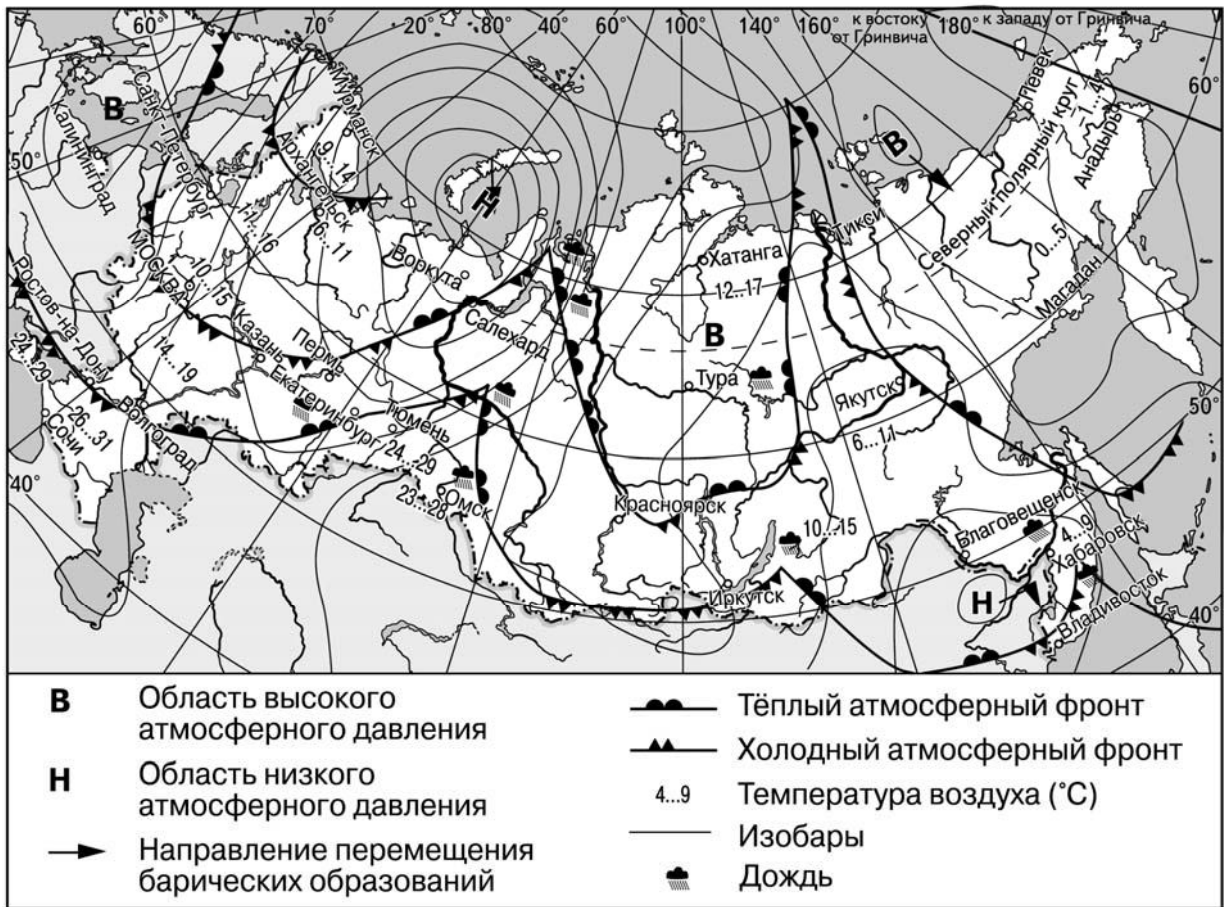 60°
70°
80°
40°
60°
100°
140°
160°
к востоку
от Гринвича
180°
к западу от Гринвича
В
Калининград
Санкт-Петербург
Мурманск
Архангельск
9...14
Певек
60°
Северный полярный круг
-1...4
Анадырь
50°
В
Н
11...16
6...11
Тикси
МОСКВА
10...15
Воркута
Хатанга
12...17
0...5
Магадан
Ростов-на-Дону
Казань
Пермь
Салехард
В
24...29
14...19
Екатеринбург
Тура
Якутск
50°
26...31
Сочи
Волгоград
Тюмень
24...29
6...11
40°
Омск
23...28
Красноярск
10...15
Благовещенск
4...9
Хабаровск
Иркутск
Н
Владивосток
40°
В
Область высокого
атмосферного давления
Н
Область низкого
атмосферного давления
Направление перемещения
барических образований
Тёплый атмосферный фронт
Холодный атмосферный фронт
4...9
Температура воздуха (°С)
Изобары
Дождь